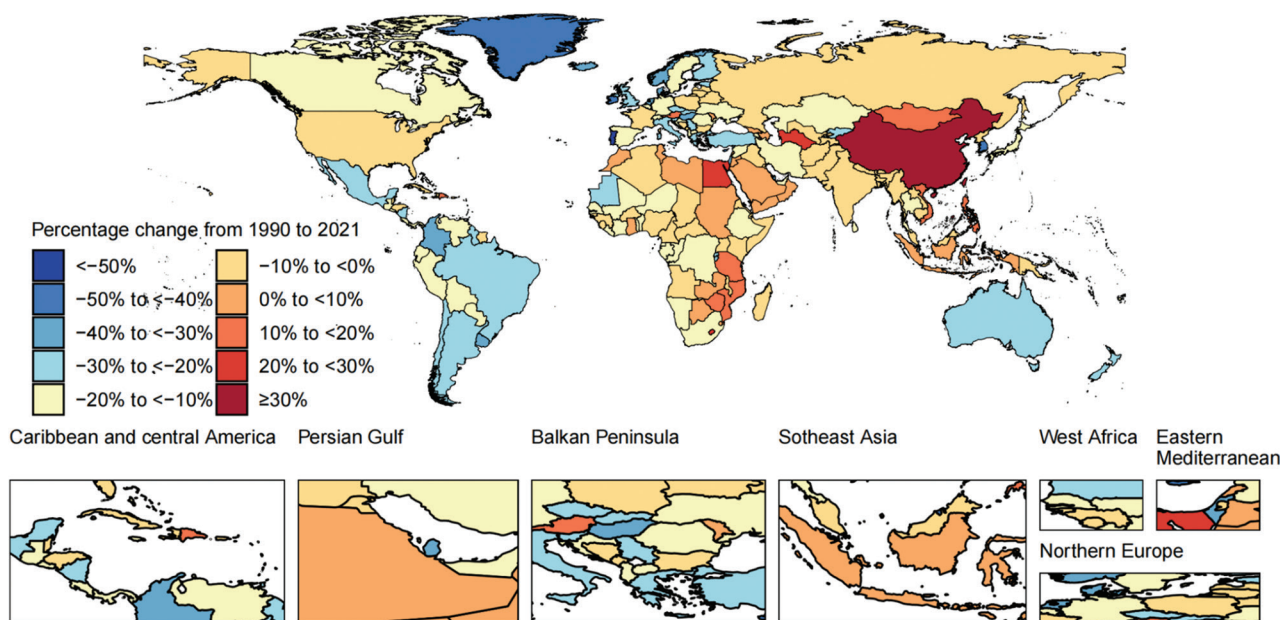 Percentage change from 1990 to 2021
<−50%
−50% to <−40%
−40% to <−30%
−30% to <−20%
−20% to <−10%
−10% to <0%
0% to <10%
10% to <20%
20% to <30%
≥30%
Caribbean and central America
Persian Gulf
Balkan Peninsula
Sotheast Asia
West Africa
Eastern
Mediterranean
Northern Europe